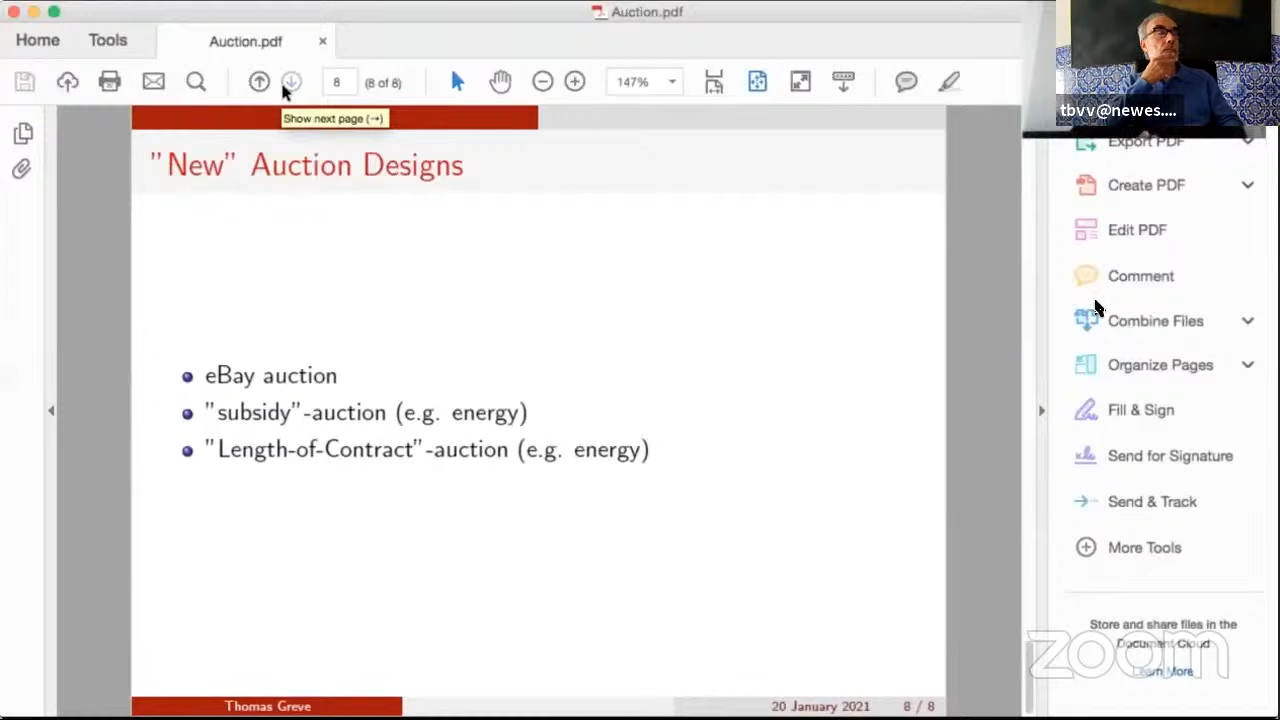 Auction.pdf
Home
Tools
Auction.pdf
8
(8 of 8)
147%
Show next page (→)
tbvv@newes....
"New" Auction Designs
eBay auction
"subsidy"-auction (e.g. energy)
"Length-of-Contract"-auction (e.g. energy)
Thomas Greve
20 January 2021
8 / 8
Export PDF
Create PDF
Edit PDF
Comment
Combine Files
Organize Pages
Fill & Sign
Send for Signature
Send & Track
More Tools
Store and share files in the
Document Cloud
Learn More
zoom